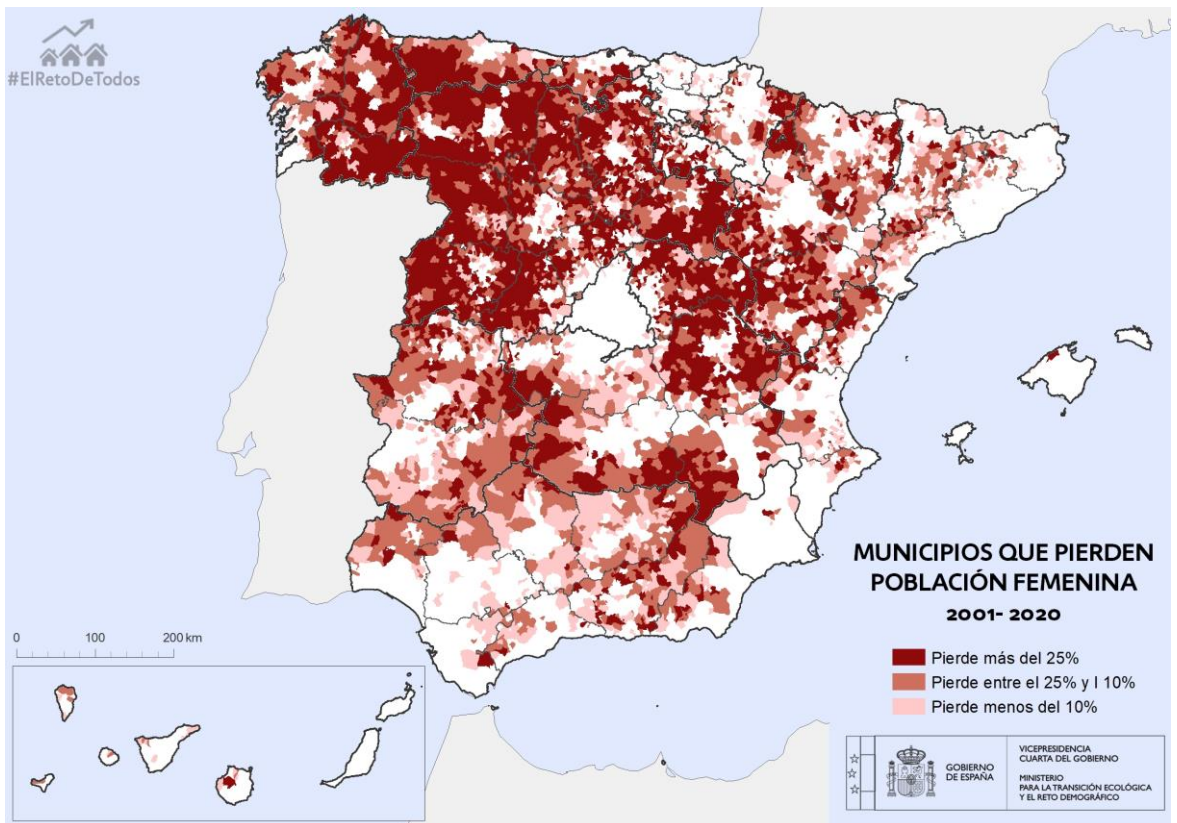 #ElRetoDeTodos
MUNICIPIOS QUE PIERDEN
POBLACIÓN FEMENINA
2001- 2020
0 100 200 km
Pierde más del 25%
Pierde entre el 25% y l 10%
Pierde menos del 10%
GOBIERNO
DE ESPAÑA
VICEPRESIDENCIA
CUARTA DEL GOBIERNO
MINISTERIO
PARA LA TRANSICIÓN ECOLÓGICA
Y EL RETO DEMOGRÁFICO